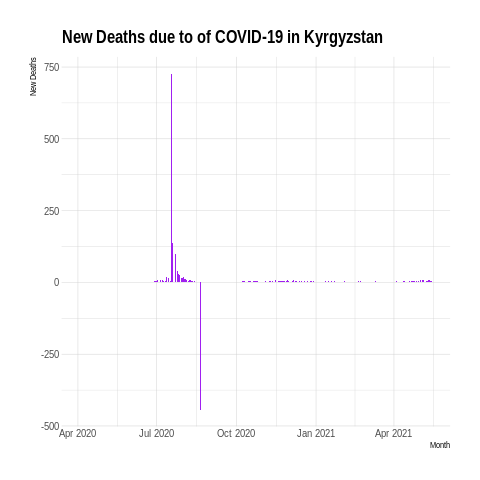 New Deaths due to of COVID-19 in Kyrgyzstan
New Deaths
750
500
250
0
-250
-500
Apr 2020 Jul 2020 Oct 2020 Jan 2021 Apr 2021
Month